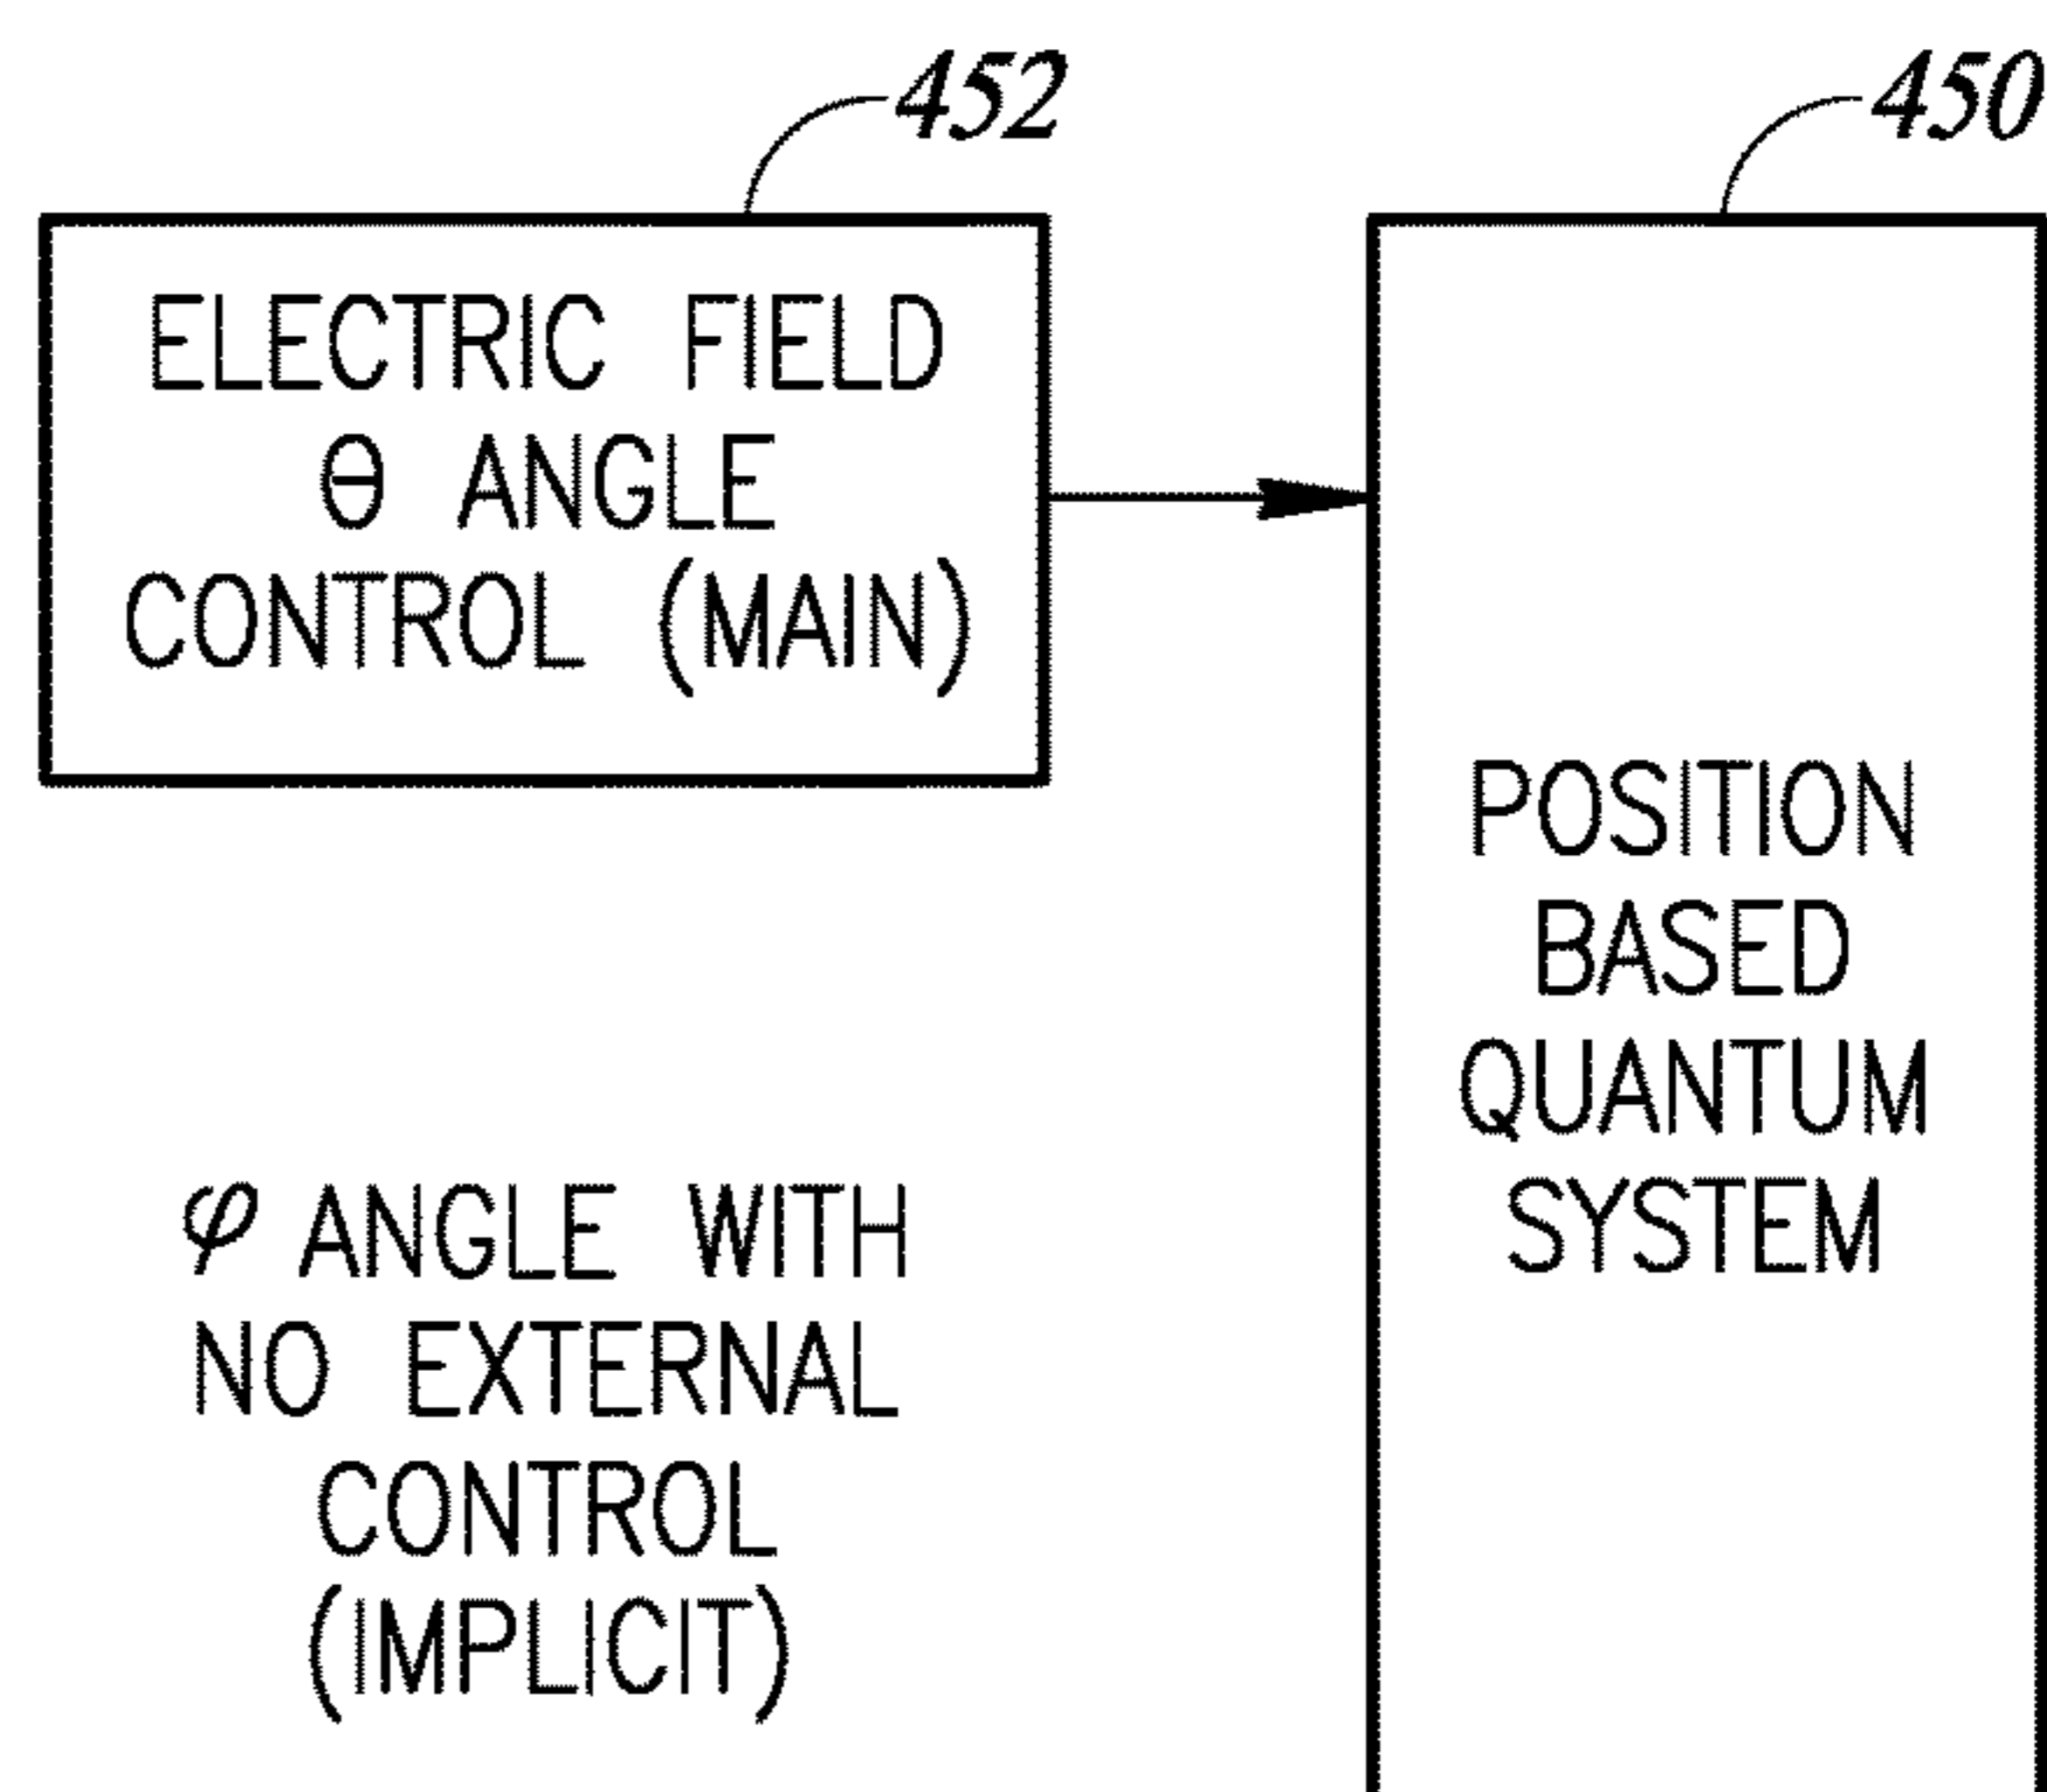 452
ELECTRIC FIELD
θ ANGLE
CONTROL (MAIN)
450
POSITION
BASED
QUANTUM
SYSTEM
φ ANGLE WITH
NO EXTERNAL
CONTROL
(IMPLICIT)